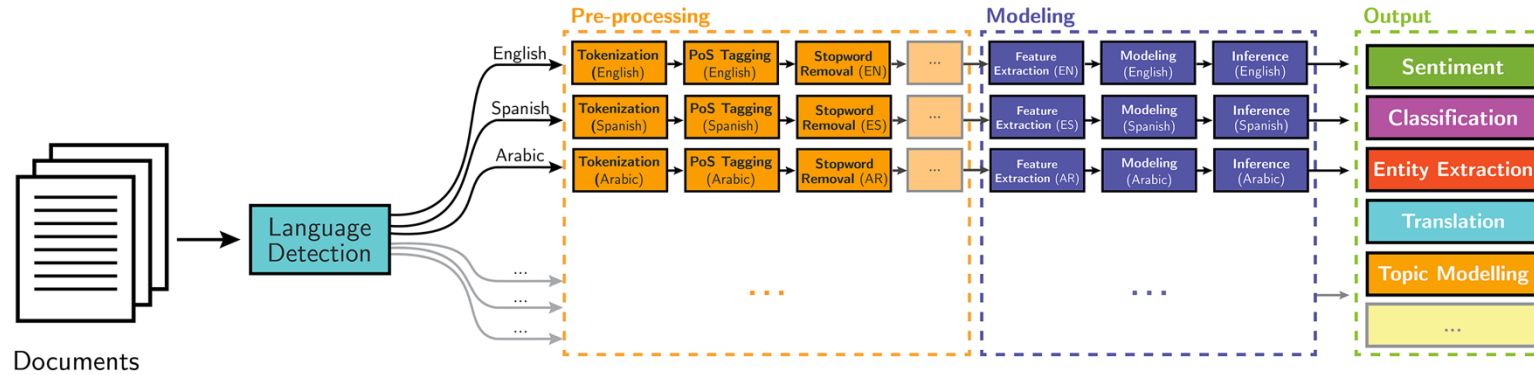 Pre-processing
Modeling
Output
English
Tokenization
(English)
PoS Tagging
(English)
Stopword
Removal (EN)
...
Feature
Extraction (EN)
Modeling
(English)
Inference
(English)
Sentiment
Spanish
Tokenization
(Spanish)
PoS Tagging
(Spanish)
Stopword
Removal (ES)
...
Feature
Extraction (ES)
Modeling
(Spanish)
Inference
(Spanish)
Classification
Arabic
Tokenization
(Arabic)
PoS Tagging
(Arabic)
Stopword
Removal (AR)
...
Feature
Extraction (AR)
Modeling
(Arabic)
Inference
(Arabic)
Entity Extraction
Language
Detection
Translation
...
...
...
...
...
Topic Modelling
...
Documents